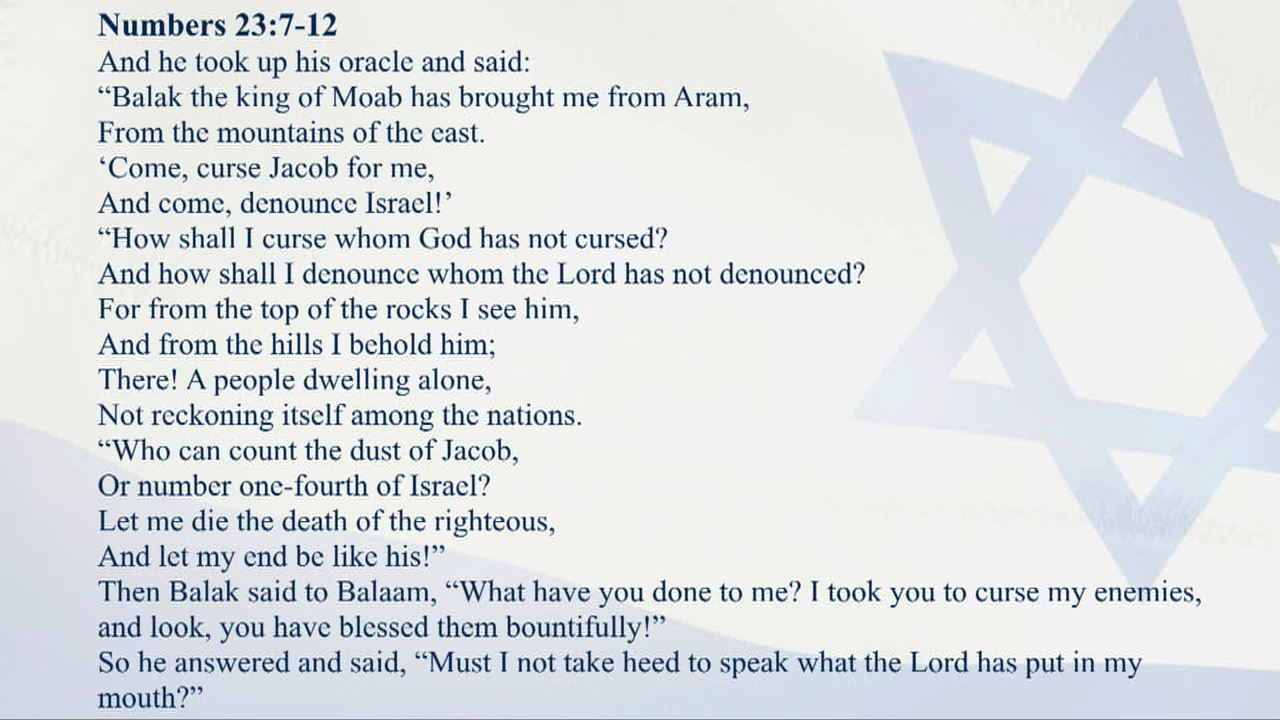 Numbers 23:7-12
And he took up his oracle and said:
“Balak the king of Moab has brought me from Aram,
From the mountains of the east.
‘Come, curse Jacob for me,
And come, denounce Israel!’
“How shall I curse whom God has not cursed?
And how shall I denounce whom the Lord has not denounced?
For from the top of the rocks I see him,
And from the hills I behold him;
There! A people dwelling alone,
Not reckoning itself among the nations.
“Who can count the dust of Jacob,
Or number one-fourth of Israel?
Let me die the death of the righteous,
And let my end be like his!”
Then Balak said to Balaam, “What have you done to me? I took you to curse my enemies,
and look, you have blessed them bountifully!”
So he answered and said, “Must I not take heed to speak what the Lord has put in my
mouth?”